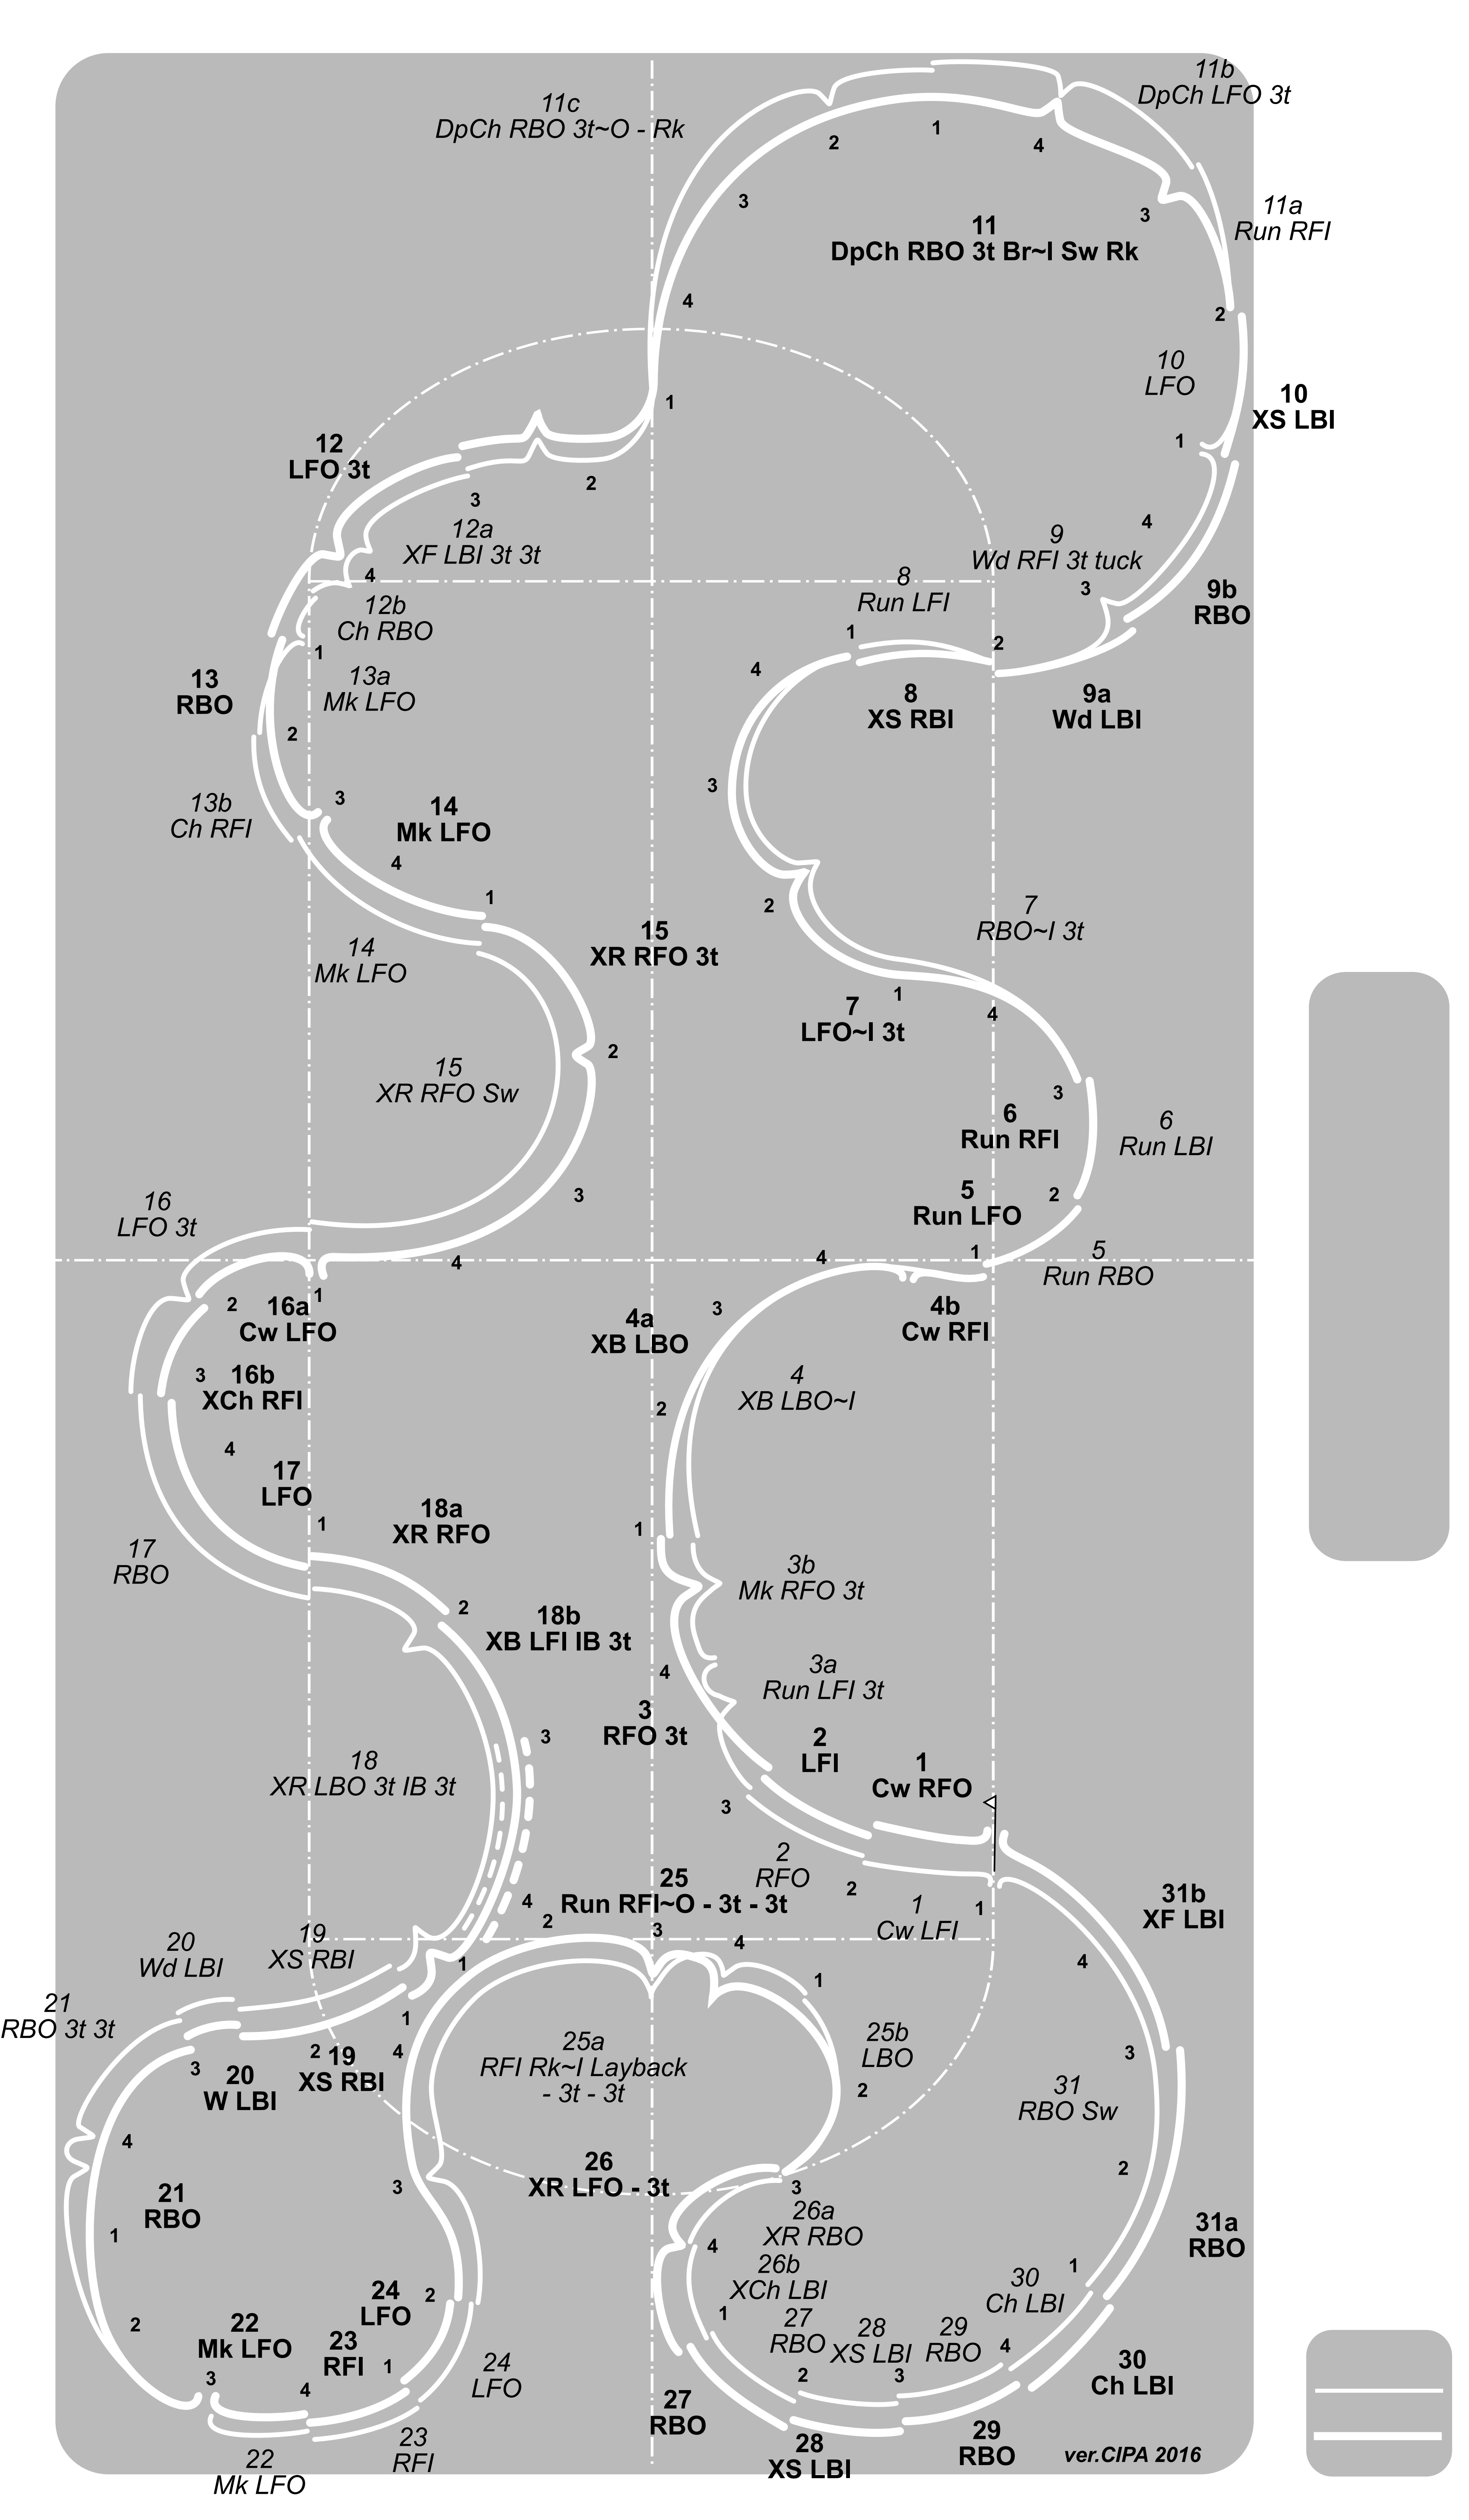 11b
DpCh LFO 3t
11c
DpCh RBO 3t~O - Rk
2
1
4
3
3
11a
Run RFI
11
DpCh RBO 3t Br~I Sw Rk
4
2
10
LFO
10
XS LBI
1
1
12
LFO 3t
2
3
12a
XF LBI 3t 3t
4
9
Wd RFI 3t tuck
4
3
8
Run LFI
9b
RBO
12b
Ch RBO
1
1
2
13
RBO
13a
Mk LFO
4
8
XS RBI
9a
Wd LBI
2
3
3
13b
Ch RFI
14
Mk LFO
4
1
2
7
RBO~I 3t
15
XR RFO 3t
14
Mk LFO
1
7
LFO~I 3t
4
2
15
XR RFO Sw
3
6
Run RFI
6
Run LBI
16
LFO 3t
3
5
Run LFO
2
4
4
1
5
Run RBO
1
2
16a
Cw LFO
4a
XB LBO
3
4b
Cw RFI
3
16b
XCh RFI
4
XB LBO~I
2
4
17
LFO
1
18a
XR RFO
1
17
RBO
3b
Mk RFO 3t
2
18b
XB LFI IB 3t
4
3a
Run LFI 3t
3
RFO 3t
3
2
LFI
1
Cw RFO
18
XR LBO 3t IB 3t
3
2
RFO
4
25
Run RFI~O - 3t - 3t
2
2
1
Cw LFI
1
31b
XF LBI
3
4
20
Wd LBI
19
XS RBI
1
1
4
21
RBO 3t 3t
1
2
19
XS RBI
4
3
20
W LBI
25a
RFI Rk~I Layback
- 3t - 3t
25b
LBO
2
3
31
RBO Sw
4
26
XR LFO - 3t
3
3
2
21
RBO
1
26a
XR RBO
4
26b
XCh LBI
31a
RBO
1
24
LFO
2
30
Ch LBI
1
2
22
Mk LFO
23
RFI
1
27
RBO
28
XS LBI
29
RBO
4
3
4
24
LFO
2
3
30
Ch LBI
27
RBO
23
RFI
22
Mk LFO
28
XS LBI
29
RBO
ver.CIPA 2016